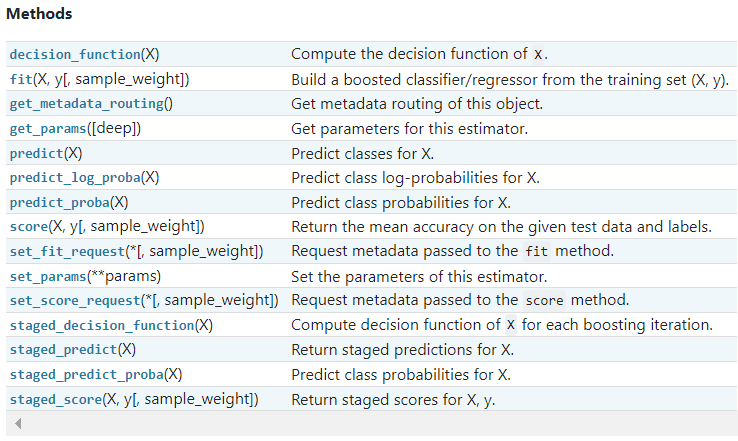 Methods
decision_function(X) Compute the decision function of X.
fit(X, y[, sample_weight]) Build a boosted classifier/regressor from the training set (X, y).
get_metadata_routing() Get metadata routing of this object.
get_params([deep]) Get parameters for this estimator.
predict(X) Predict classes for X.
predict_log_proba(X) Predict class log-probabilities for X.
predict_proba(X) Predict class probabilities for X.
score(X, y[, sample_weight]) Return the mean accuracy on the given test data and labels.
set_fit_request(*[, sample_weight]) Request metadata passed to the fit method.
set_params(**params) Set the parameters of this estimator.
set_score_request(*[, sample_weight]) Request metadata passed to the score method.
staged_decision_function(X) Compute decision function of X for each boosting iteration.
staged_predict(X) Return staged predictions for X.
staged_predict_proba(X) Predict class probabilities for X.
staged_score(X, y[, sample_weight]) Return staged scores for X, y.